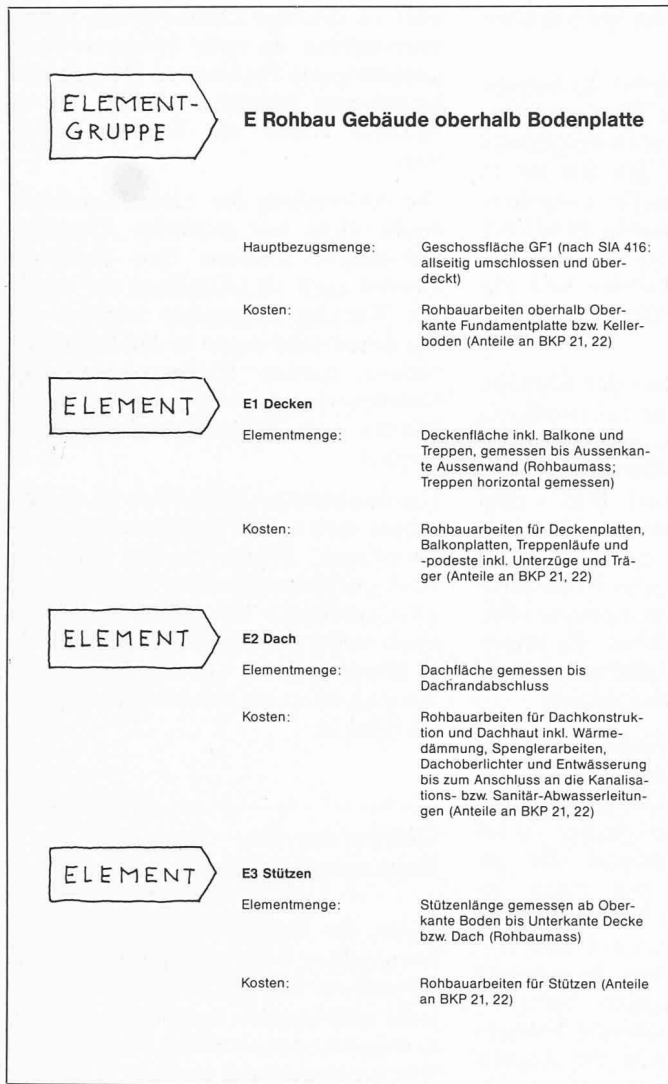 ELEMENT-
GRUPPE
E Rohbau Gebäude oberhalb Bodenplatte
Hauptbezugsmenge: Geschossfläche GF1 (nach SIA 416:
allseitig umschlossen und über-
deckt)
Kosten: Rohbauarbeiten oberhalb Ober-
kante Fundamentplatte bzw. Keller-
boden (Anteile an BKP 21, 22)
ELEMENT
E1 Decken
Elementmenge: Deckenfläche inkl. Balkone und
Treppen, gemessen bis Aussenkan-
te Aussenwand (Rohbaumass;
Treppen horizontal gemessen)
Kosten: Rohbauarbeiten für Deckenplatten,
Balkonplatten, Treppenläufe und
-podeste inkl. Unterzüge und Trä-
ger (Anteile an BKP 21, 22)
ELEMENT
E2 Dach
Elementmenge: Dachfläche gemessen bis
Dachrandabschluss
Kosten: Rohbauarbeiten für Dachkonstruk-
tion und Dachhaut inkl. Wärme-
dämmung, Spenglerarbeiten,
Dachoberlichter und Entwässerung
bis zum Anschluss an die Kanalisa-
tions- bzw. Sanitär-Abwasserleitun-
gen (Anteile an BKP 21, 22)
ELEMENT
E3 Stützen
Elementmenge: Stützenlänge gemessen ab Ober-
kante Boden bis Unterkante Decke
bzw. Dach (Rohbaumass)
Kosten: Rohbauarbeiten für Stützen (Anteile
an BKP 21, 22)